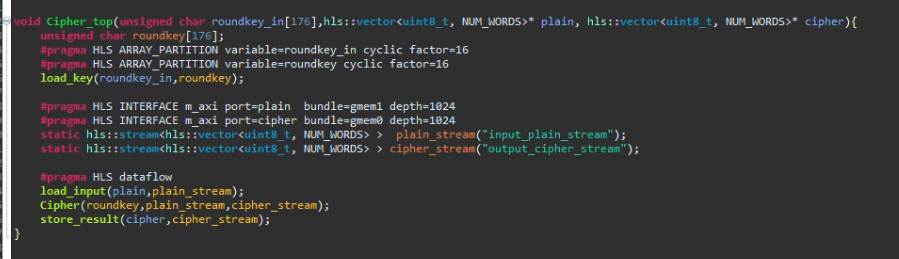 void Cipher_top(unsigned char roundkey_in[176],hls::vector<uint8_t, NUM_WORDS>* plain, hls::vector<uint8_t, NUM_WORDS>* cipher){
    unsigned char roundkey[176];
    #pragma HLS ARRAY_PARTITION variable=roundkey_in cyclic factor=16
    #pragma HLS ARRAY_PARTITION variable=roundkey cyclic factor=16
    load_key(roundkey_in,roundkey);
    #pragma HLS INTERFACE m_axi port=plain  bundle=gmem1 depth=1024
    #pragma HLS INTERFACE m_axi port=cipher bundle=gmem0 depth=1024
    static hls::stream<hls::vector<uint8_t, NUM_WORDS> >  plain_stream("input_plain_stream");
    static hls::stream<hls::vector<uint8_t, NUM_WORDS> > cipher_stream("output_cipher_stream");
    #pragma HLS dataflow
    load_input(plain,plain_stream);
    Cipher(roundkey,plain_stream,cipher_stream);
    store_result(cipher,cipher_stream);
}